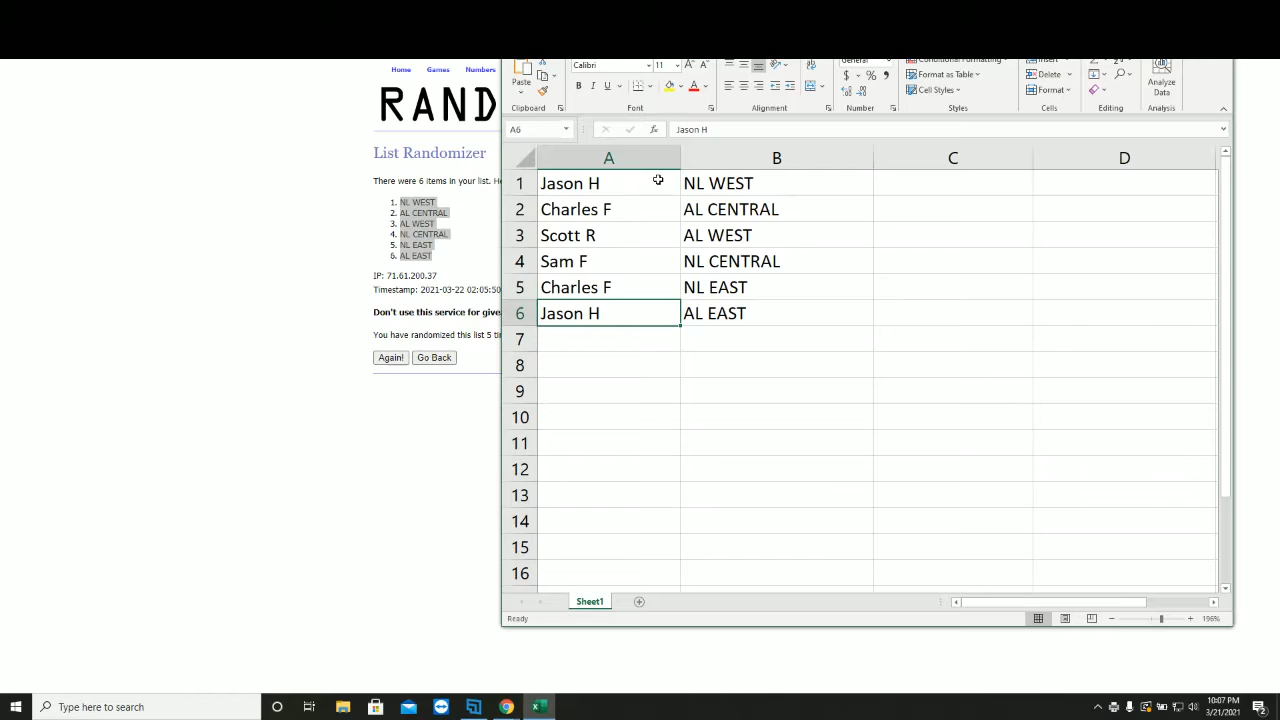 Home Games Numbers
RAND
List Randomizer
There were 6 items in your list. He
1. NL WEST
2. AL CENTRAL
3. AL WEST
4. NL CENTRAL
5. NL EAST
6. AL EAST
IP: 71.61.200.37
Timestamp: 2021-03-22 02:05:50
Don't use this service for give
You have randomized this list 5 ti
Again! Go Back
Paste
Calibri 11
B I U
General
$ % ,
Conditional Formatting
Format as Table
Cell Styles
Insert
Delete
Format
Analyze
Data
Clipboard Font Alignment Number Styles Cells Editing Analysis
A6 fx Jason H
A B C D
1 Jason H NL WEST
2 Charles F AL CENTRAL
3 Scott R AL WEST
4 Sam F NL CENTRAL
5 Charles F NL EAST
6 Jason H AL EAST
7
8
9
10
11
12
13
14
15
16
Sheet1
Ready 196%
Type here to search
10:07 PM
3/21/2021
2